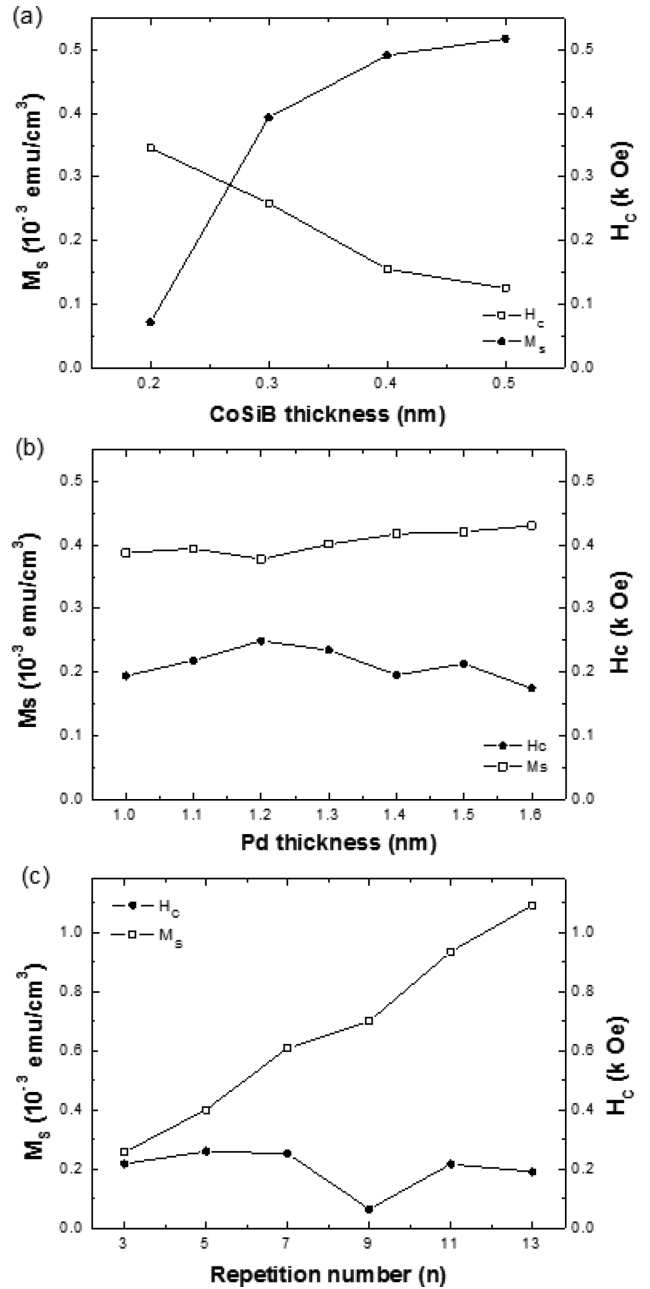 (a)
0.5
0.4
0.3
0.2
0.1
0.0
Mₛ (10⁻³ emu/cm³)
0.5
0.4
0.3
0.2
0.1
0.0
H_C (k Oe)
H_c
M_s
0.2 0.3 0.4 0.5
CoSiB thickness (nm)
(b)
0.5
0.4
0.3
0.2
0.1
0.0
Ms (10⁻³ emu/cm³)
0.5
0.4
0.3
0.2
0.1
0.0
Hc (k Oe)
Hc
Ms
1.0 1.1 1.2 1.3 1.4 1.5 1.6
Pd thickness (nm)
(c)
1.0
0.8
0.6
0.4
0.2
0.0
Mₛ (10⁻³ emu/cm³)
1.0
0.8
0.6
0.4
0.2
0.0
H_C (k Oe)
H_C
M_s
3 5 7 9 11 13
Repetition number (n)